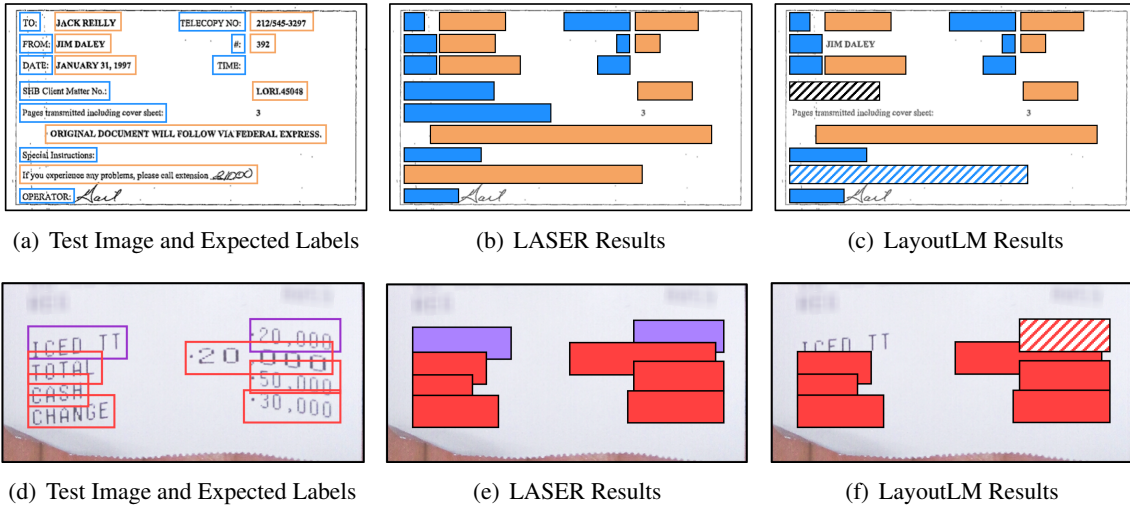 TO: JACK REILLY TELECOPY NO: 212/545-3297
FROM: JIM DALEY #: 392
DATE: JANUARY 31, 1997 TIME:
SHB Client Matter No.: LORI.45048
Pages transmitted including cover sheet: 3
ORIGINAL DOCUMENT WILL FOLLOW VIA FEDERAL EXPRESS.
Special Instructions:
If you experience any problems, please call extension
OPERATOR:
3
JIM DALEY
Pages transmitted including cover sheet: 3
(a) Test Image and Expected Labels
(b) LASER Results
(c) LayoutLM Results
ICED TT ·20,000
TOTAL ·20 000
CASH ·50,000
CHANGE ·30,000
ICED TT
(d) Test Image and Expected Labels
(e) LASER Results
(f) LayoutLM Results